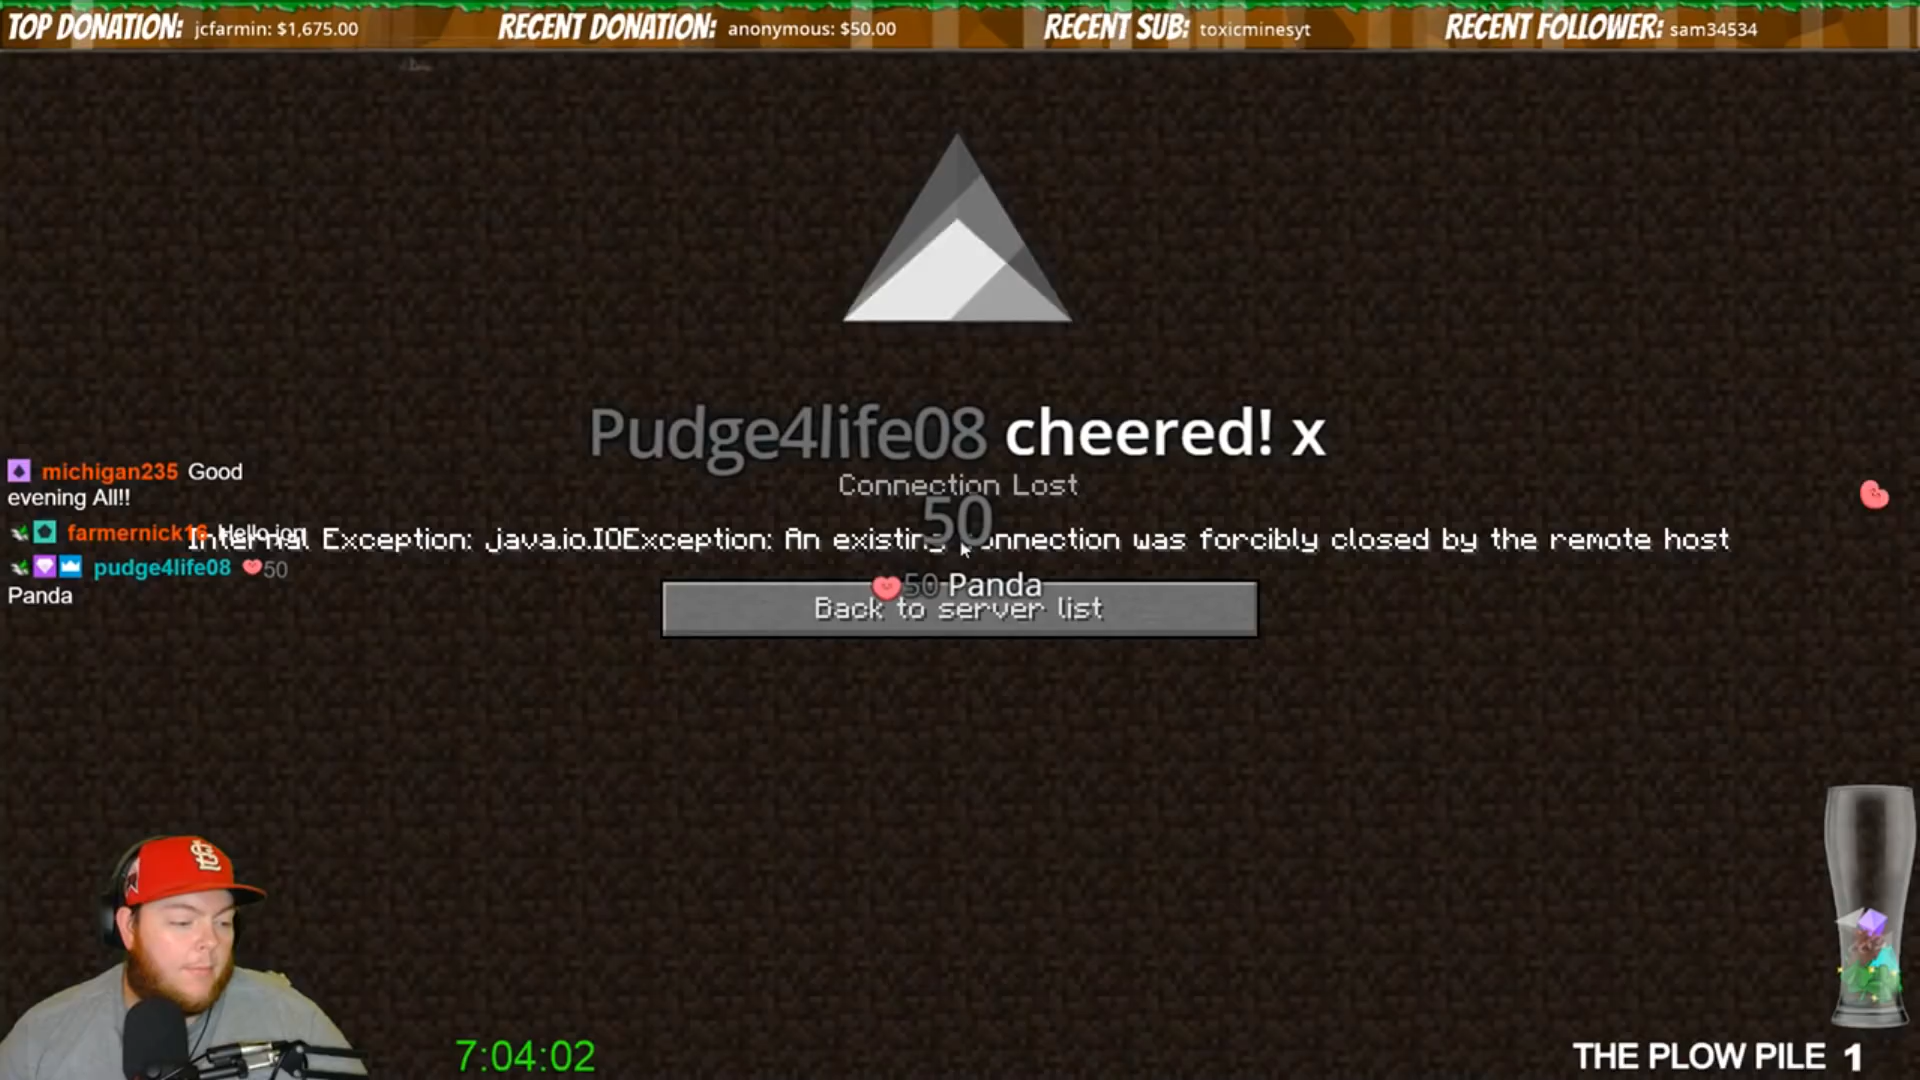 TOP DONATION: jcfarmin: $1,675.00 RECENT DONATION: anonymous: $50.00 RECENT SUB: toxicminesyt RECENT FOLLOWER: sam34534
Pudge4life08 cheered! x
50
50 Panda
Connection Lost
Internal Exception: java.io.IOException: An existing connection was forcibly closed by the remote host
Back to server list
michigan235 Good
evening All!!
farmernick16 Hello jon
pudge4life08 50
Panda
7:04:02
THE PLOW PILE 1